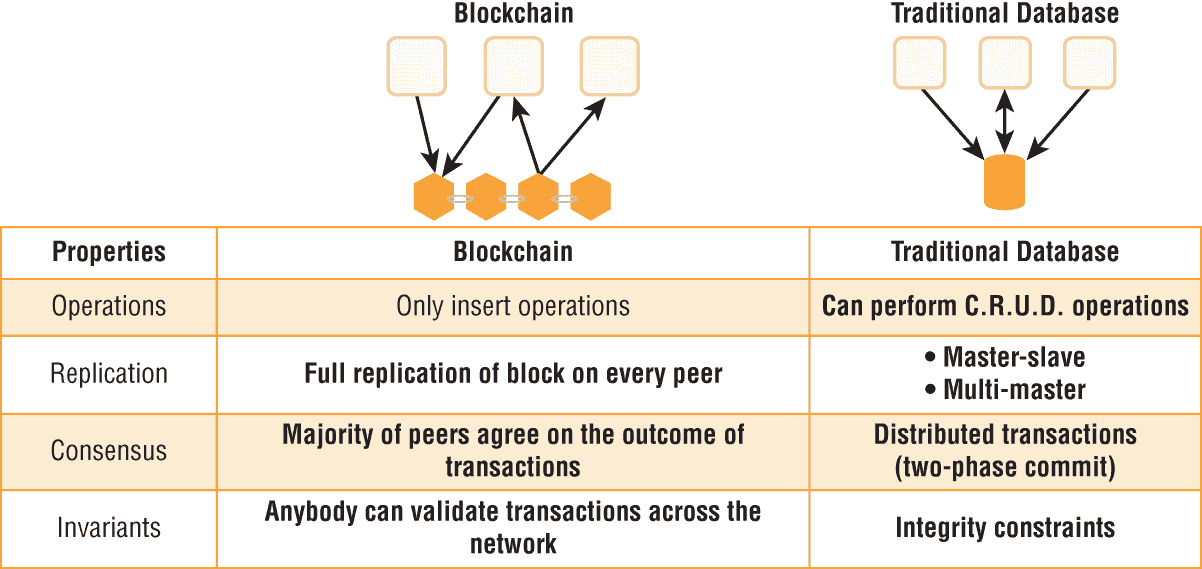 Blockchain
Traditional Database
Properties
Blockchain
Traditional Database
Operations
Only insert operations
Can perform C.R.U.D. operations
Replication
Full replication of block on every peer
• Master-slave
• Multi-master
Consensus
Majority of peers agree on the outcome of
transactions
Distributed transactions
(two-phase commit)
Invariants
Anybody can validate transactions across the
network
Integrity constraints